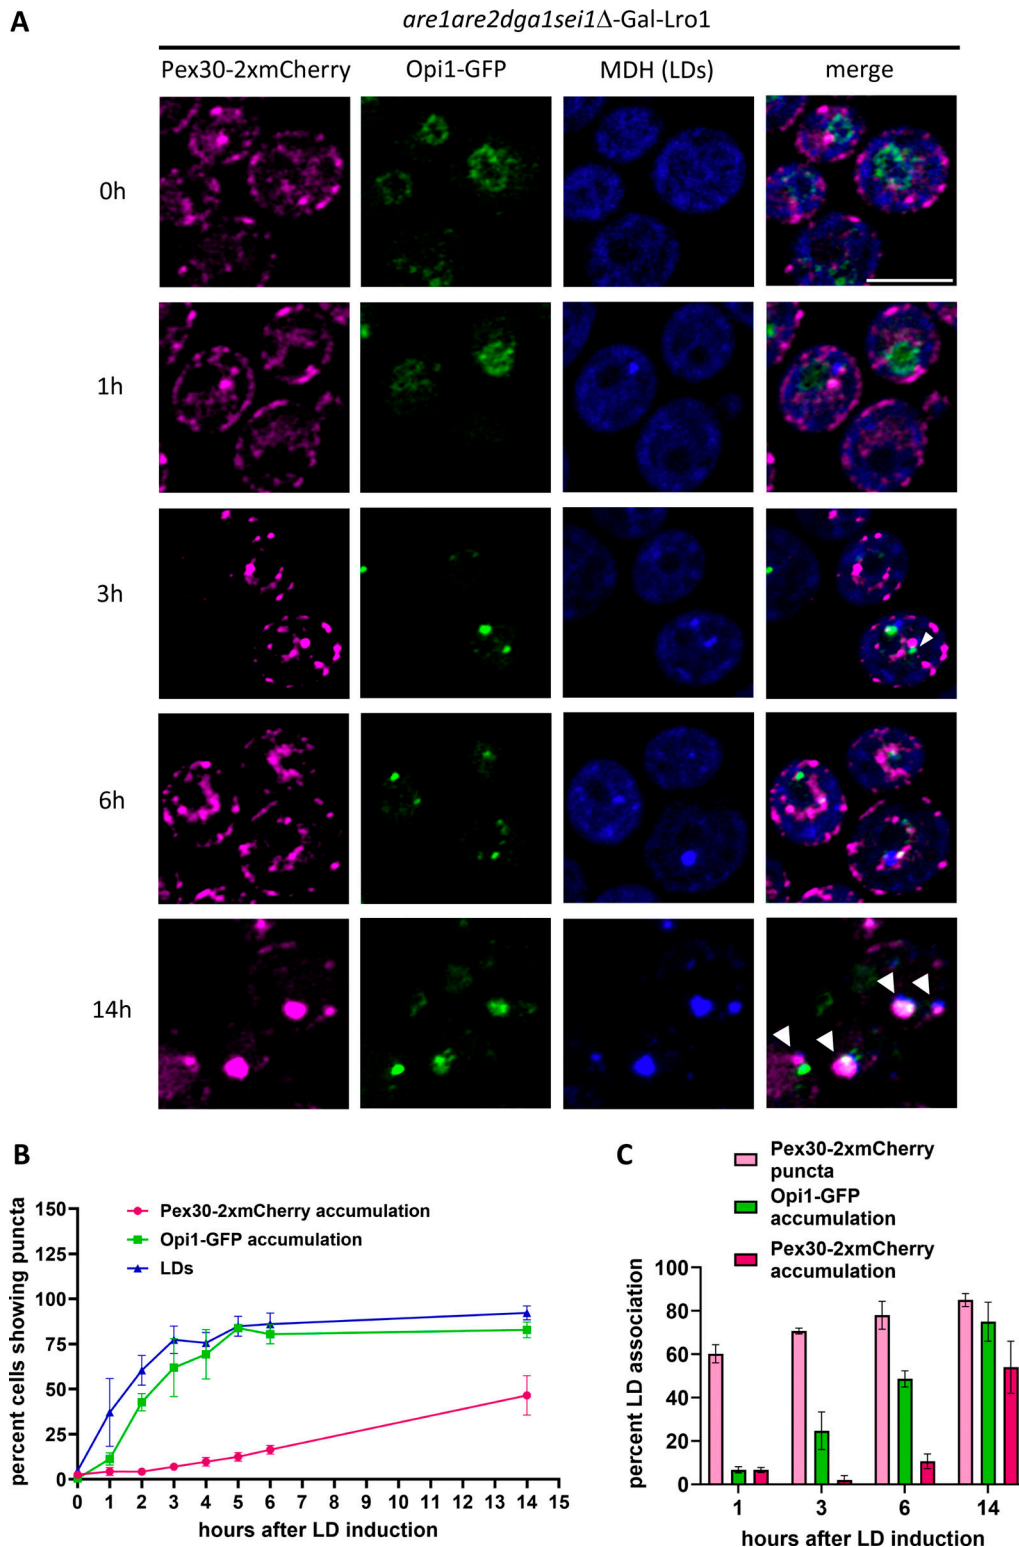 A
are1are2dga1sei1Δ-Gal-Lro1
Pex30-2xmCherry Opi1-GFP MDH (LDs) merge
0h
1h
3h
6h
14h
B
percent cells showing puncta
150
125
100
75
50
25
0
Pex30-2xmCherry accumulation
Opi1-GFP accumulation
LDs
0 1 2 3 4 5 6 7 8 9 10 11 12 13 14 15
hours after LD induction
C
Pex30-2xmCherry
puncta
Opi1-GFP
accumulation
Pex30-2xmCherry
accumulation
percent LD association
100
80
60
40
20
0
1 3 6 14
hours after LD induction